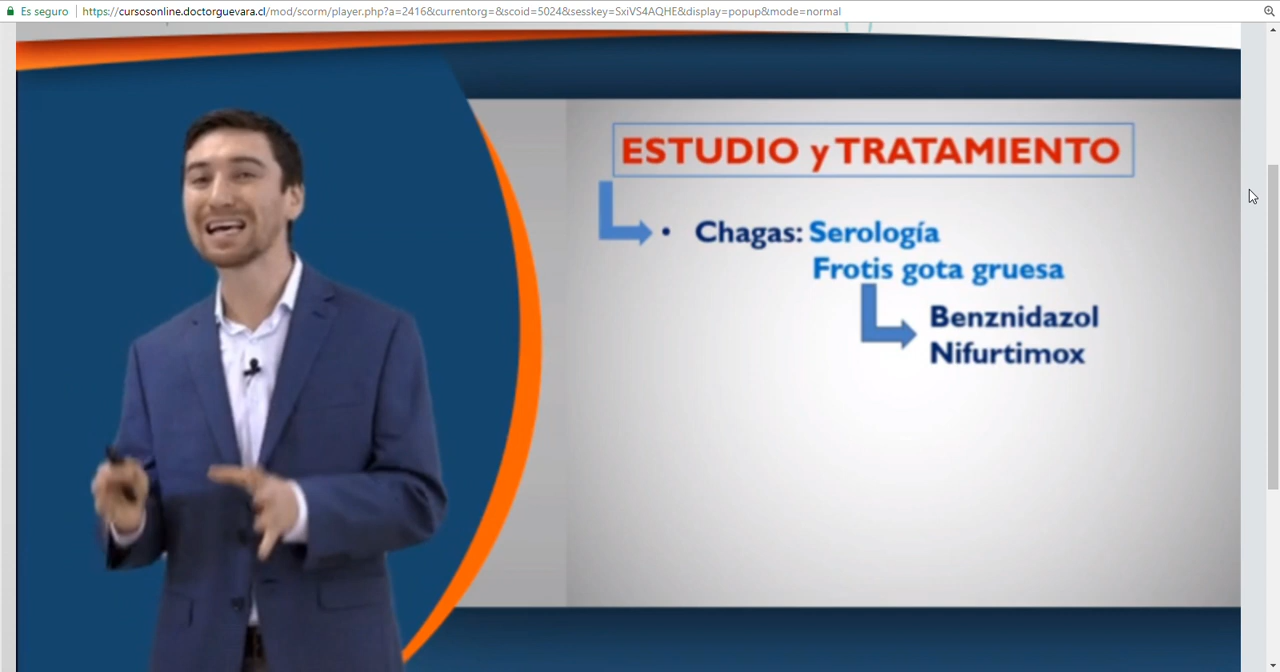 Es seguro | https://cursosonline.doctorguevara.cl/mod/scorm/player.php?a=2416&currentorg=&scoid=5024&sesskey=SxiVS4AQHE&display=popup&mode=normal
ESTUDIO y TRATAMIENTO
• Chagas: Serología
Frotis gota gruesa
Benznidazol
Nifurtimox